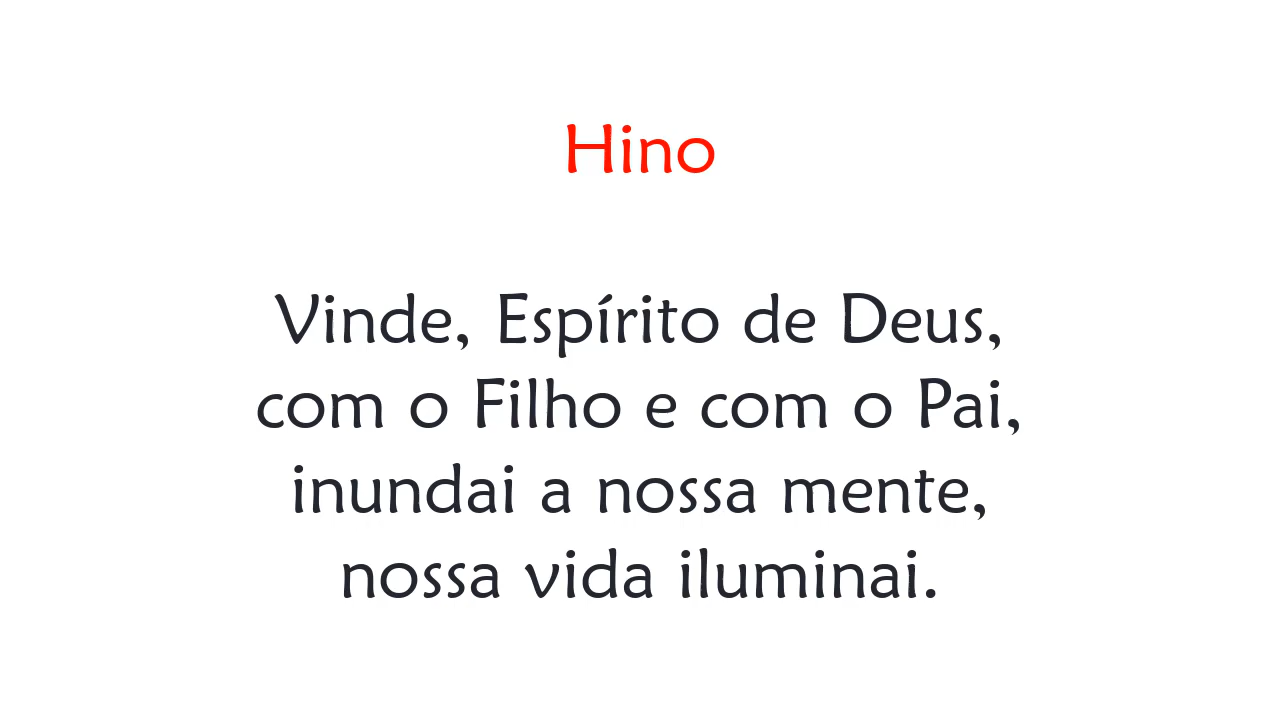 Hino
Vinde, Espírito de Deus,
com o Filho e com o Pai,
inundai a nossa mente,
nossa vida iluminai.